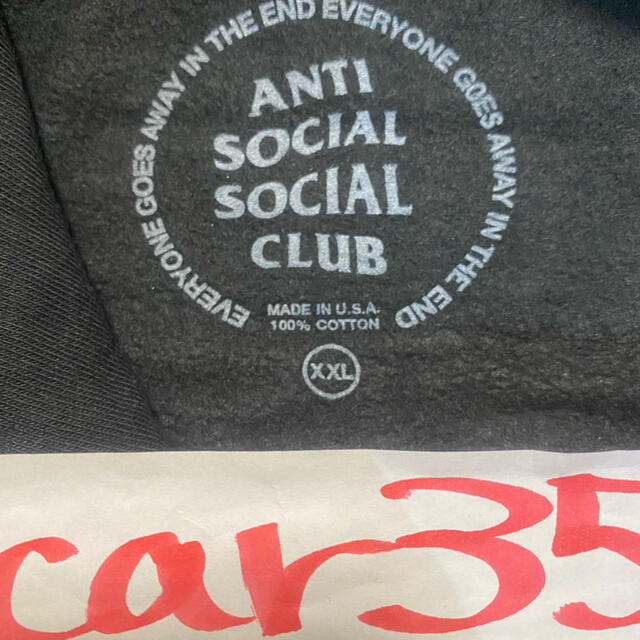 EVERYONE GOES AWAY IN THE END EVERYONE GOES AWAY IN THE END
ANTI
SOCIAL
SOCIAL
CLUB
MADE IN U.S.A.
100% COTTON
XXL
car35